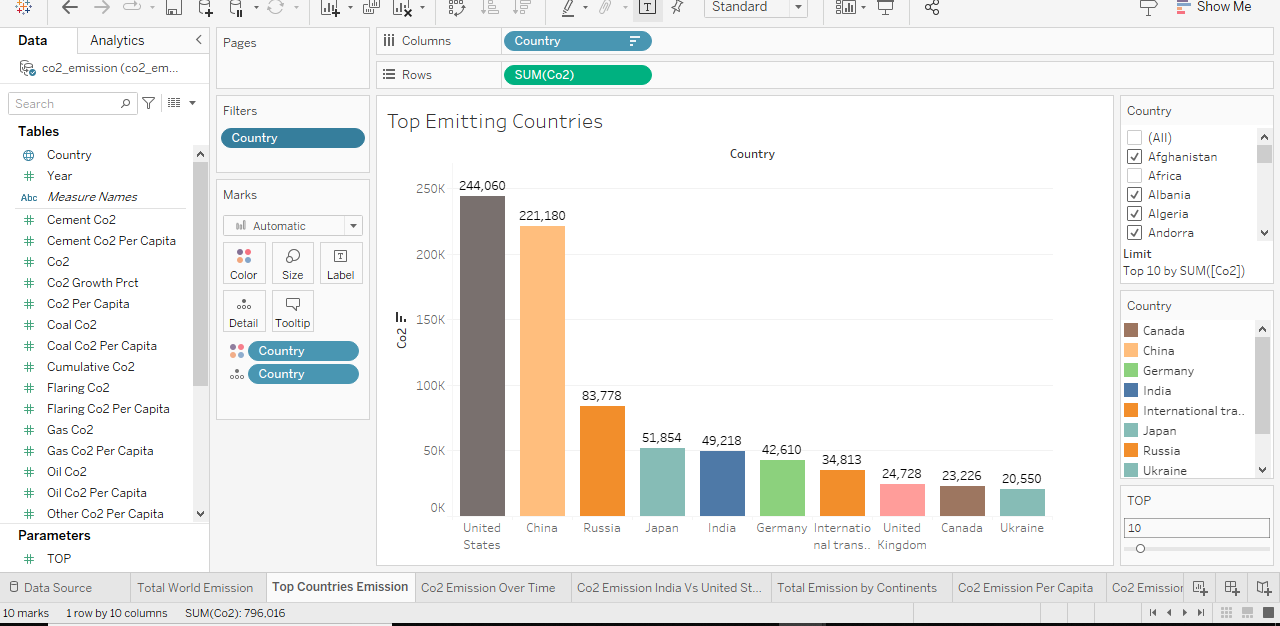 Standard
Show Me
Data
Analytics
co2_emission (co2_em...
Search
Tables
Country
Year
Abc
Measure Names
Cement Co2
Cement Co2 Per Capita
Co2
Co2 Growth Prct
Co2 Per Capita
Coal Co2
Coal Co2 Per Capita
Cumulative Co2
Flaring Co2
Flaring Co2 Per Capita
Gas Co2
Gas Co2 Per Capita
Oil Co2
Oil Co2 Per Capita
Other Co2 Per Capita
Parameters
TOP
Pages
Filters
Country
Marks
Automatic
Color
Size
Label
Detail
Tooltip
Country
Country
Columns
Country
Rows
SUM(Co2)
Top Emitting Countries
Country
Co2
250K
200K
150K
100K
50K
0K
244,060
221,180
83,778
51,854
49,218
42,610
34,813
24,728
23,226
20,550
United
States
China
Russia
Japan
India
Germany
Internatio
nal trans..
United
Kingdom
Canada
Ukraine
Country
(All)
Afghanistan
Africa
Albania
Algeria
Andorra
Limit
Top 10 by SUM([Co2])
Country
Canada
China
Germany
India
International tra..
Japan
Russia
Ukraine
TOP
10
Data Source
Total World Emission
Top Countries Emission
Co2 Emission Over Time
Co2 Emission India Vs United St...
Total Emission by Continents
Co2 Emission Per Capita
Co2 Emission
10 marks
1 row by 10 columns
SUM(Co2): 796,016